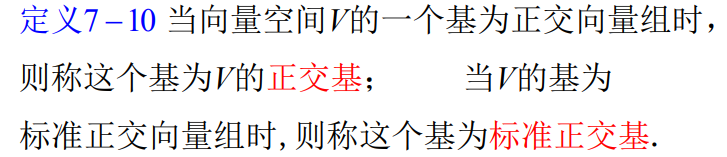 定义7–10 当向量空间V的一个基为正交向量组时，
则称这个基为V的正交基； 当V的基为
标准正交向量组时,则称这个基为标准正交基.